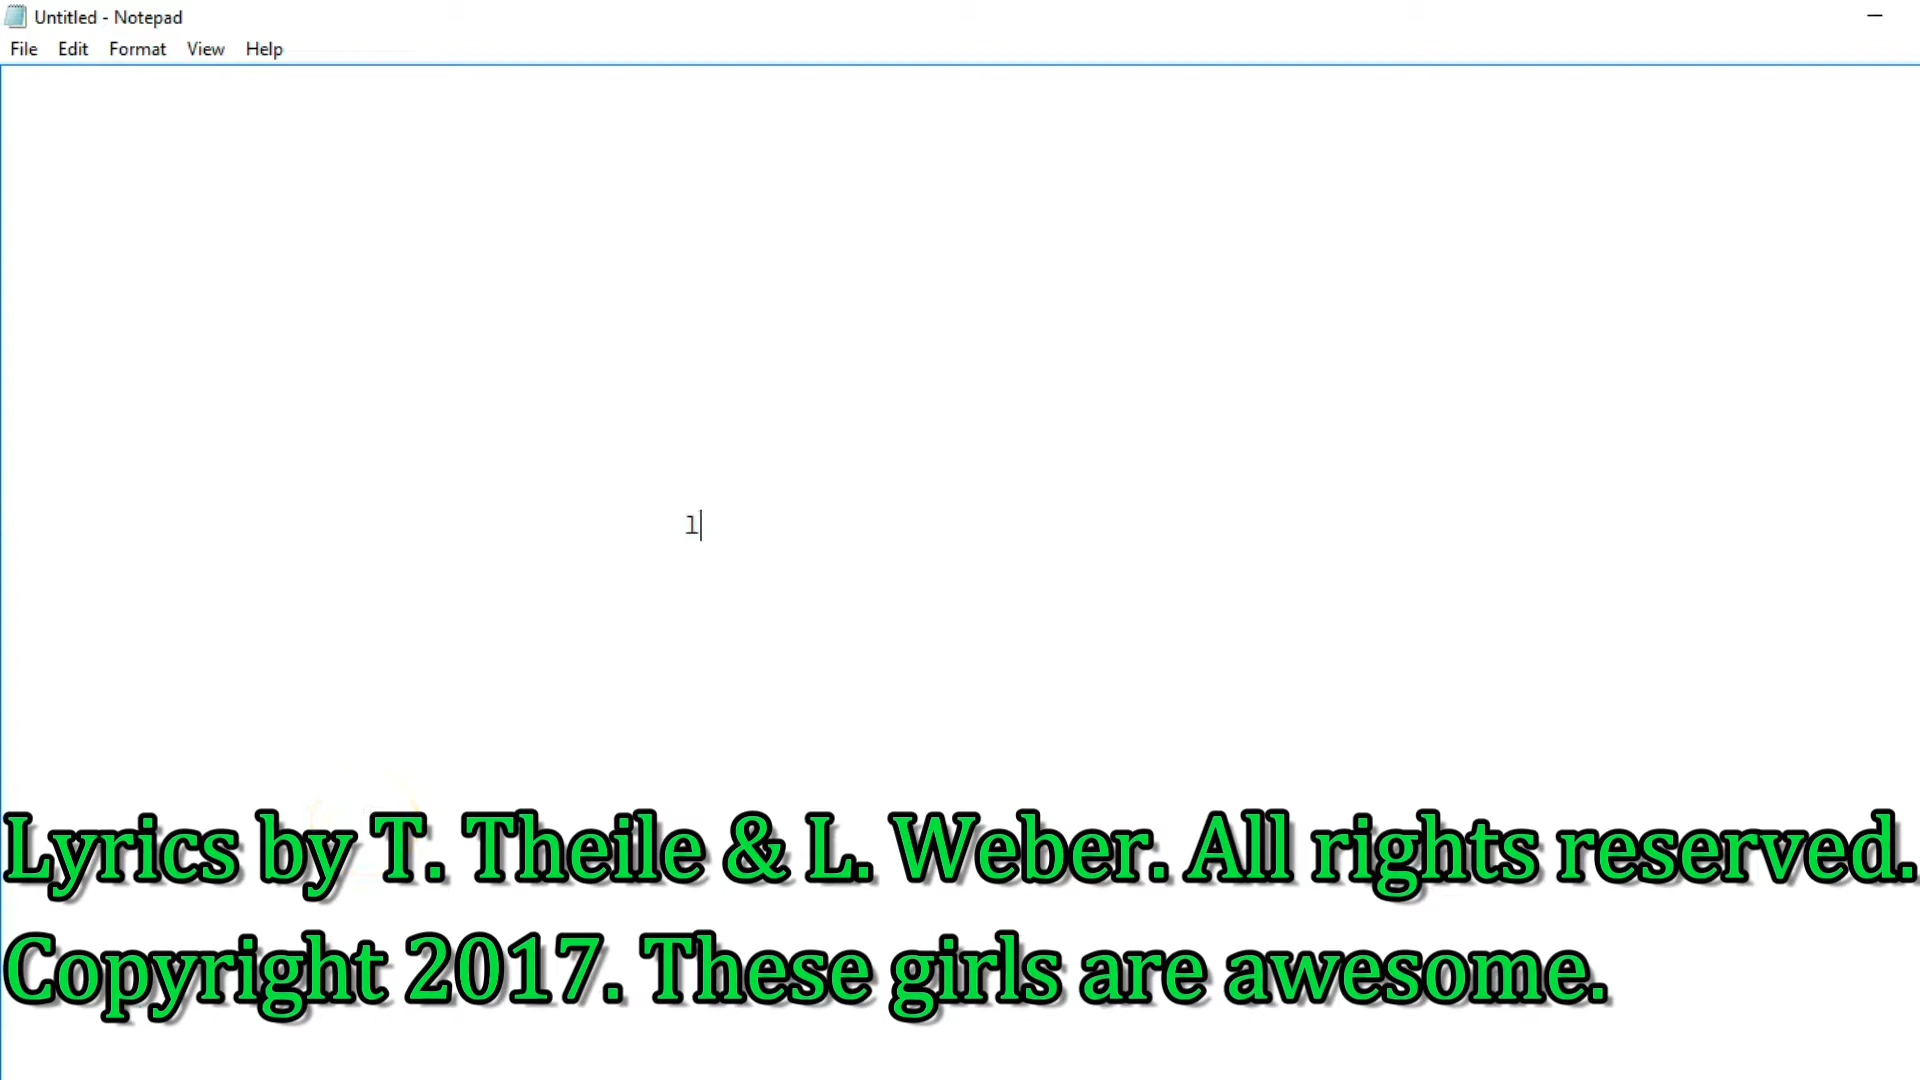 Untitled - Notepad
File Edit Format View Help
l
Lyrics by T. Theile & L. Weber. All rights reserved.
Copyright 2017. These girls are awesome.